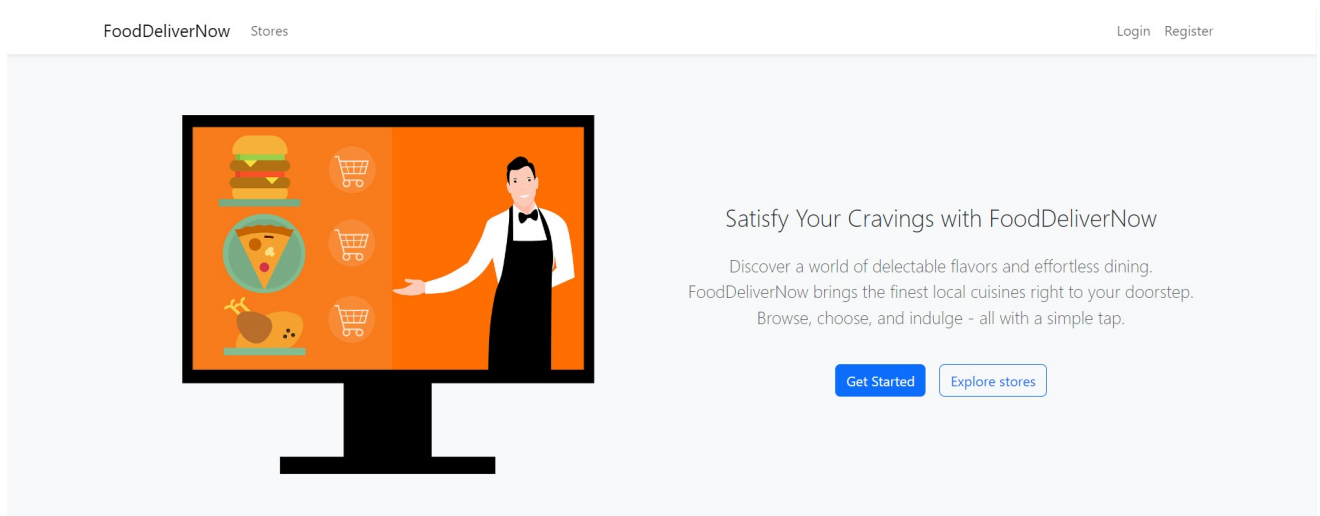 FoodDeliverNow Stores Login Register
Satisfy Your Cravings with FoodDeliverNow
Discover a world of delectable flavors and effortless dining.
FoodDeliverNow brings the finest local cuisines right to your doorstep.
Browse, choose, and indulge - all with a simple tap.
Get Started Explore stores